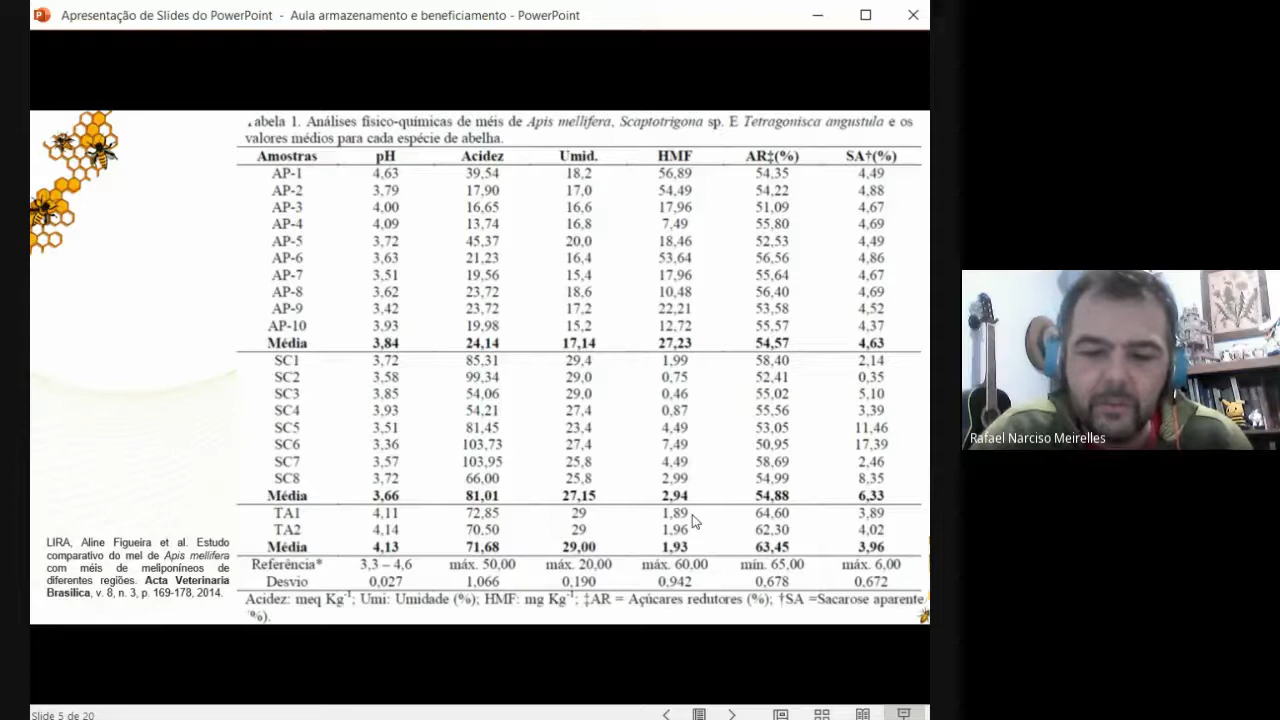 Apresentação de Slides do PowerPoint - Aula armazenamento e beneficiamento - PowerPoint
abela 1. Análises físico-químicas de méis de Apis mellifera, Scaptotrigona sp. E Tetragonisca angustula e os
valores médios para cada espécie de abelha.
Amostras pH Acidez Umid. HMF AR‡(%) SA†(%)
AP-1 4,63 39,54 18,2 56,89 54,35 4,49
AP-2 3,79 17,90 17,0 54,49 54,22 4,88
AP-3 4,00 16,65 16,6 17,96 51,09 4,67
AP-4 4,09 13,74 16,8 7,49 55,80 4,69
AP-5 3,72 45,37 20,0 18,46 52,53 4,49
AP-6 3,63 21,23 16,4 53,64 56,56 4,86
AP-7 3,51 19,56 15,4 17,96 55,64 4,67
AP-8 3,62 23,72 18,6 10,48 56,40 4,69
AP-9 3,42 23,72 17,2 22,21 53,58 4,52
AP-10 3,93 19,98 15,2 12,72 55,57 4,37
Média 3,84 24,14 17,14 27,23 54,57 4,63
SC1 3,72 85,31 29,4 1,99 58,40 2,14
SC2 3,58 99,34 29,0 0,75 52,41 0,35
SC3 3,85 54,06 29,0 0,46 55,02 5,10
SC4 3,93 54,21 27,4 0,87 55,56 3,39
SC5 3,51 81,45 23,4 4,49 53,05 11,46
SC6 3,36 103,73 27,4 7,49 50,95 17,39
SC7 3,57 103,95 25,8 4,49 58,69 2,46
SC8 3,72 66,00 25,8 2,99 54,99 8,35
Média 3,66 81,01 27,15 2,94 54,88 6,33
TA1 4,11 72,85 29 1,89 64,60 3,89
TA2 4,14 70,50 29 1,96 62,30 4,02
Média 4,13 71,68 29,00 1,93 63,45 3,96
Referência* 3,3 – 4,6 máx. 50,00 máx. 20,00 máx. 60,00 mín. 65,00 máx. 6,00
Desvio 0,027 1,066 0,190 0,942 0,678 0,672
Acidez: meq Kg-1; Umi: Umidade (%); HMF: mg Kg-1; ‡AR = Açúcares redutores (%); †SA =Sacarose aparente
%).
LIRA, Aline Figueira et al. Estudo
comparativo do mel de Apis mellifera
com méis de meliponíneos de
diferentes regiões. Acta Veterinaria
Brasilica, v. 8, n. 3, p. 169-178, 2014.
Rafael Narciso Meirelles
Slide 5 de 20